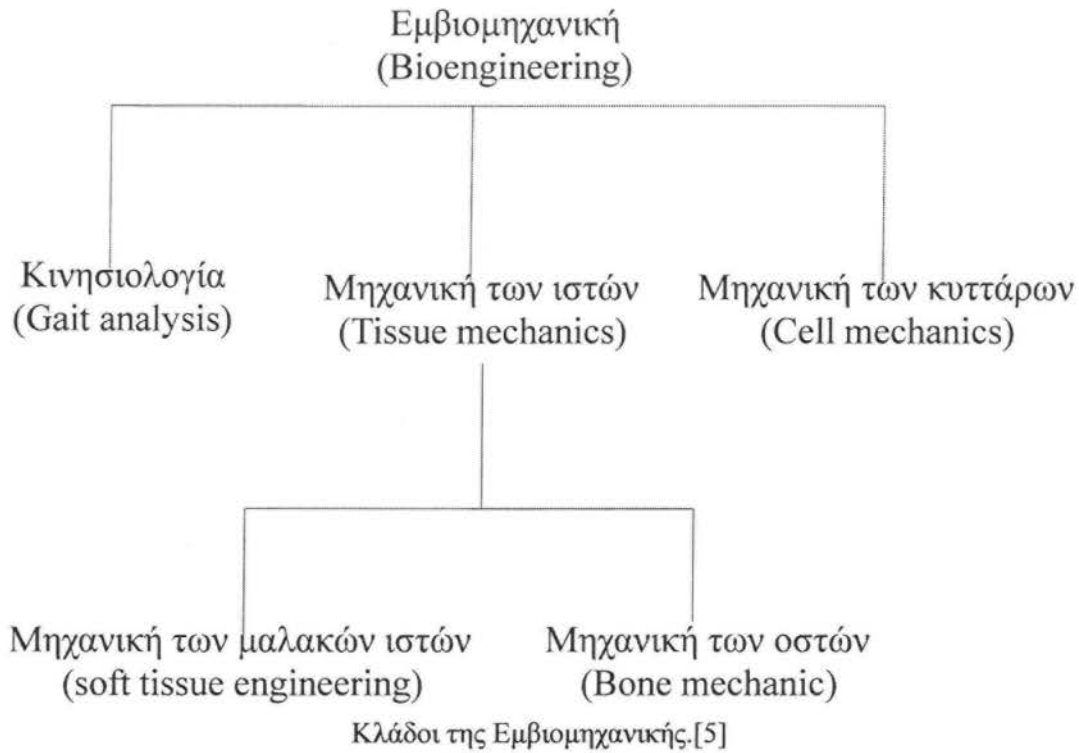 Εμβιομηχανική
(Bioengineering)
Κινησιολογία
(Gait analysis)
Μηχανική των ιστών
(Tissue mechanics)
Μηχανική των κυττάρων
(Cell mechanics)
Μηχανική των μαλακών ιστών
(soft tissue engineering)
Μηχανική των οστών
(Bone mechanic)
Κλάδοι της Εμβιομηχανικής.[5]